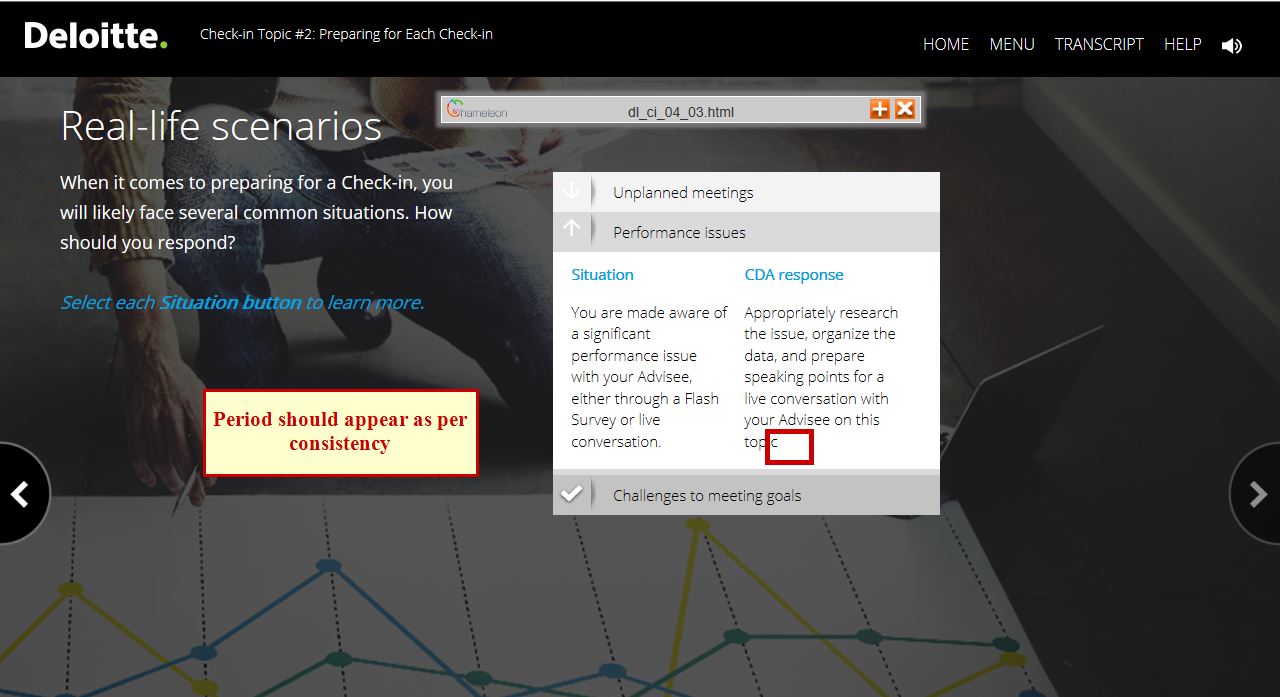 Deloitte.
Check-in Topic #2: Preparing for Each Check-in
HOME MENU TRANSCRIPT HELP
Real-life scenarios
Chameleon
dl_ci_04_03.html
When it comes to preparing for a Check-in, you
will likely face several common situations. How
should you respond?
Select each Situation button to learn more.
Period should appear as per
consistency
Unplanned meetings
Performance issues
Situation
You are made aware of
a significant
performance issue
with your Advisee,
either through a Flash
Survey or live
conversation.
CDA response
Appropriately research
the issue, organize the
data, and prepare
speaking points for a
live conversation with
your Advisee on this
topic
Challenges to meeting goals